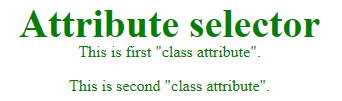 Attribute selector
This is first "class attribute".
This is second "class attribute".